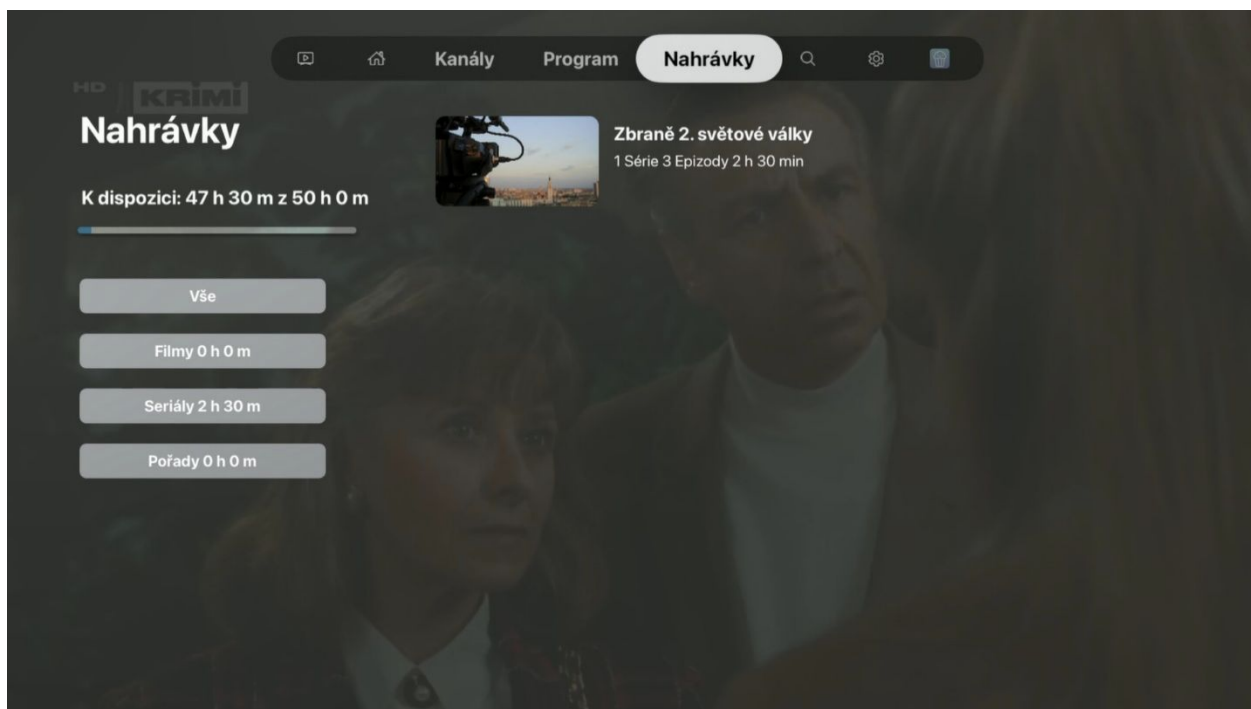 Kanály
Program
Nahrávky
HD
KRIMI
Nahrávky
K dispozici: 47 h 30 m z 50 h 0 m
Vše
Filmy 0 h 0 m
Seriály 2 h 30 m
Pořady 0 h 0 m
Zbraně 2. světové války
1 Série 3 Epizody 2 h 30 min